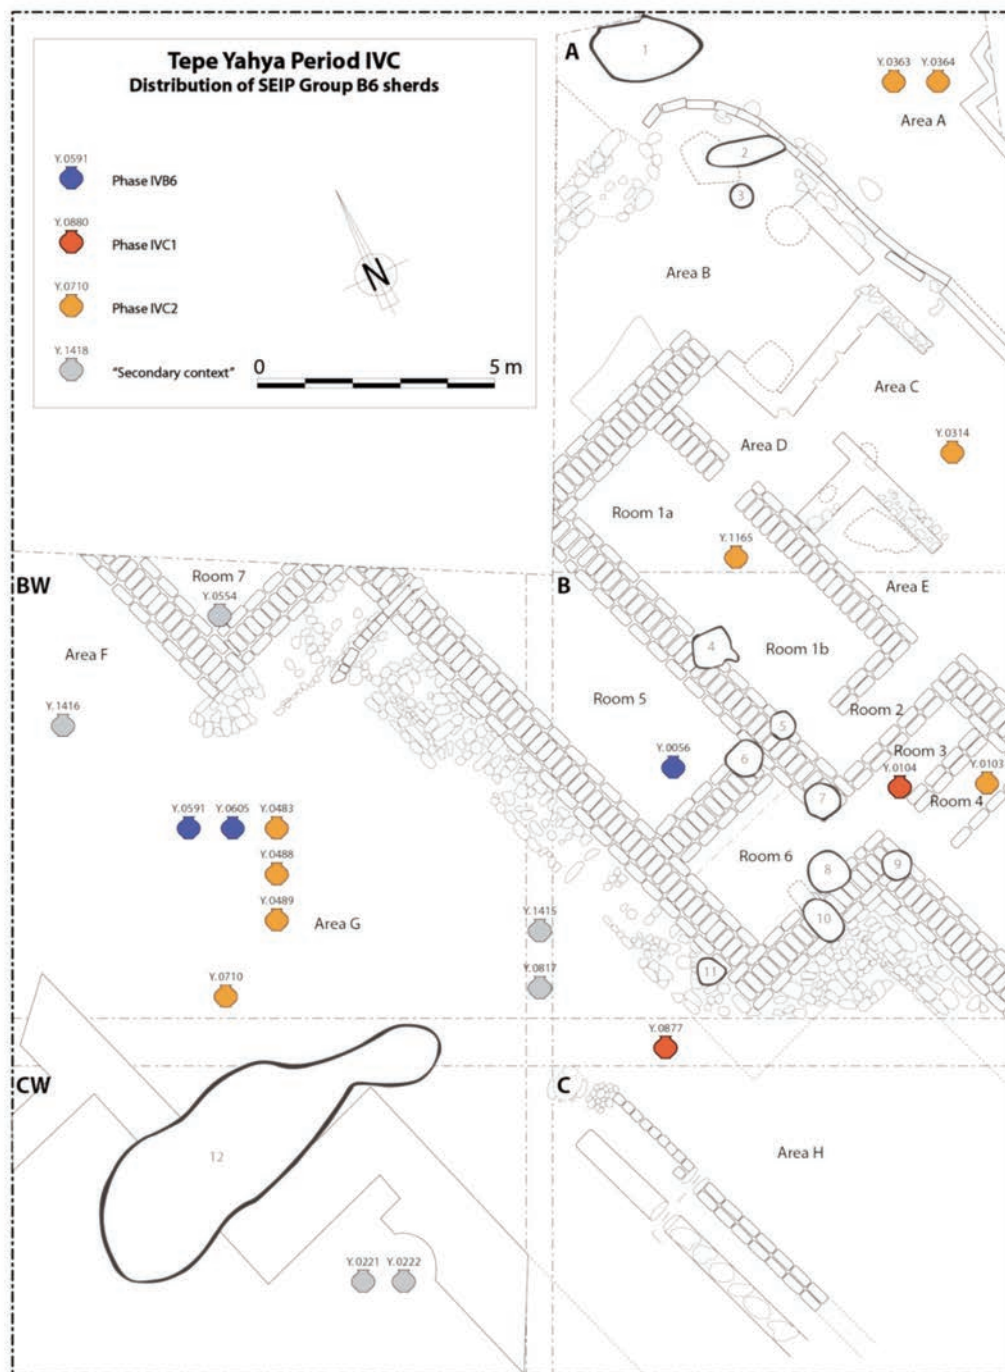 Tepe Yahya Period IVC
Distribution of SEIP Group B6 sherds
Y.0591
Phase IVB6
Y.0880
Phase IVC1
Y.0710
Phase IVC2
Y.1418
"Secondary context"
N
0 5 m
A
1
Y.0363 Y.0364
Area A
2
3
Area B
Area C
Y.0314
Area D
Room 1a
Y.1165
BW
Room 7
Y.0554
B
Area E
Area F
4
Room 1b
Y.1416
Room 5
Room 2
5
Y.0056
6
Room 3
Y.0104
Y.0103
7
Room 4
Y.0591 Y.0605 Y.0483
Room 6
Y.0488
8
9
Y.0489
Area G
10
Y.1415
11
Y.0817
Y.0710
Y.0877
CW
C
12
Area H
Y.0221 Y.0222